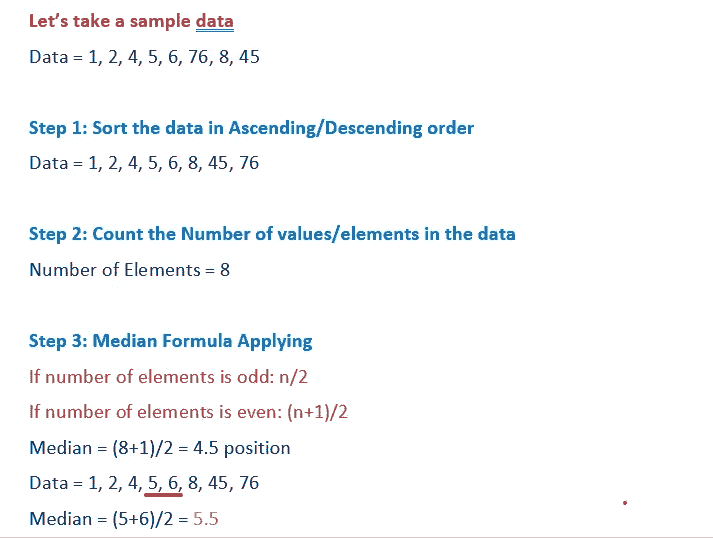 Let's take a sample data
Data = 1, 2, 4, 5, 6, 76, 8, 45
Step 1: Sort the data in Ascending/Descending order
Data = 1, 2, 4, 5, 6, 8, 45, 76
Step 2: Count the Number of values/elements in the data
Number of Elements = 8
Step 3: Median Formula Applying
If number of elements is odd: n/2
If number of elements is even: (n+1)/2
Median = (8+1)/2 = 4.5 position
Data = 1, 2, 4, 5, 6, 8, 45, 76
Median = (5+6)/2 = 5.5